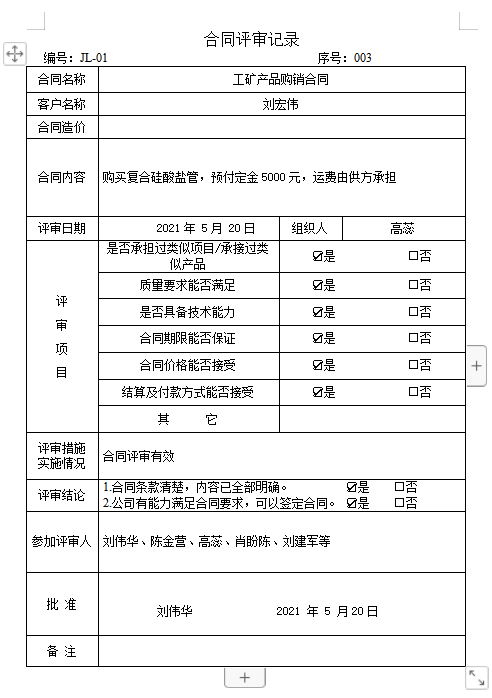 合同评审记录
编号：JL-01 序号：003
合同名称 工矿产品购销合同
客户名称 刘宏伟
合同造价
合同内容 购买复合硅酸盐管，预付定金5000元，运费由供方承担
评审日期 2021年 5月 20日 组织人 高蕊
评审项目
是否承担过类似项目/承接过类
似产品 ☑是 □否
质量要求能否满足 ☑是 □否
是否具备技术能力 ☑是 □否
合同期限能否保证 ☑是 □否
合同价格能否接受 ☑是 □否
结算及付款方式能否接受 ☑是 □否
其 它
评审措施
实施情况 合同评审有效
评审结论 1.合同条款清楚，内容已全部明确。 ☑是 □否
2.公司有能力满足合同要求，可以签定合同。 ☑是 □否
参加评审人 刘伟华、陈金营、高蕊、肖盼陈、刘建军等
批 准 刘伟华 2021 年 5 月20日
备 注